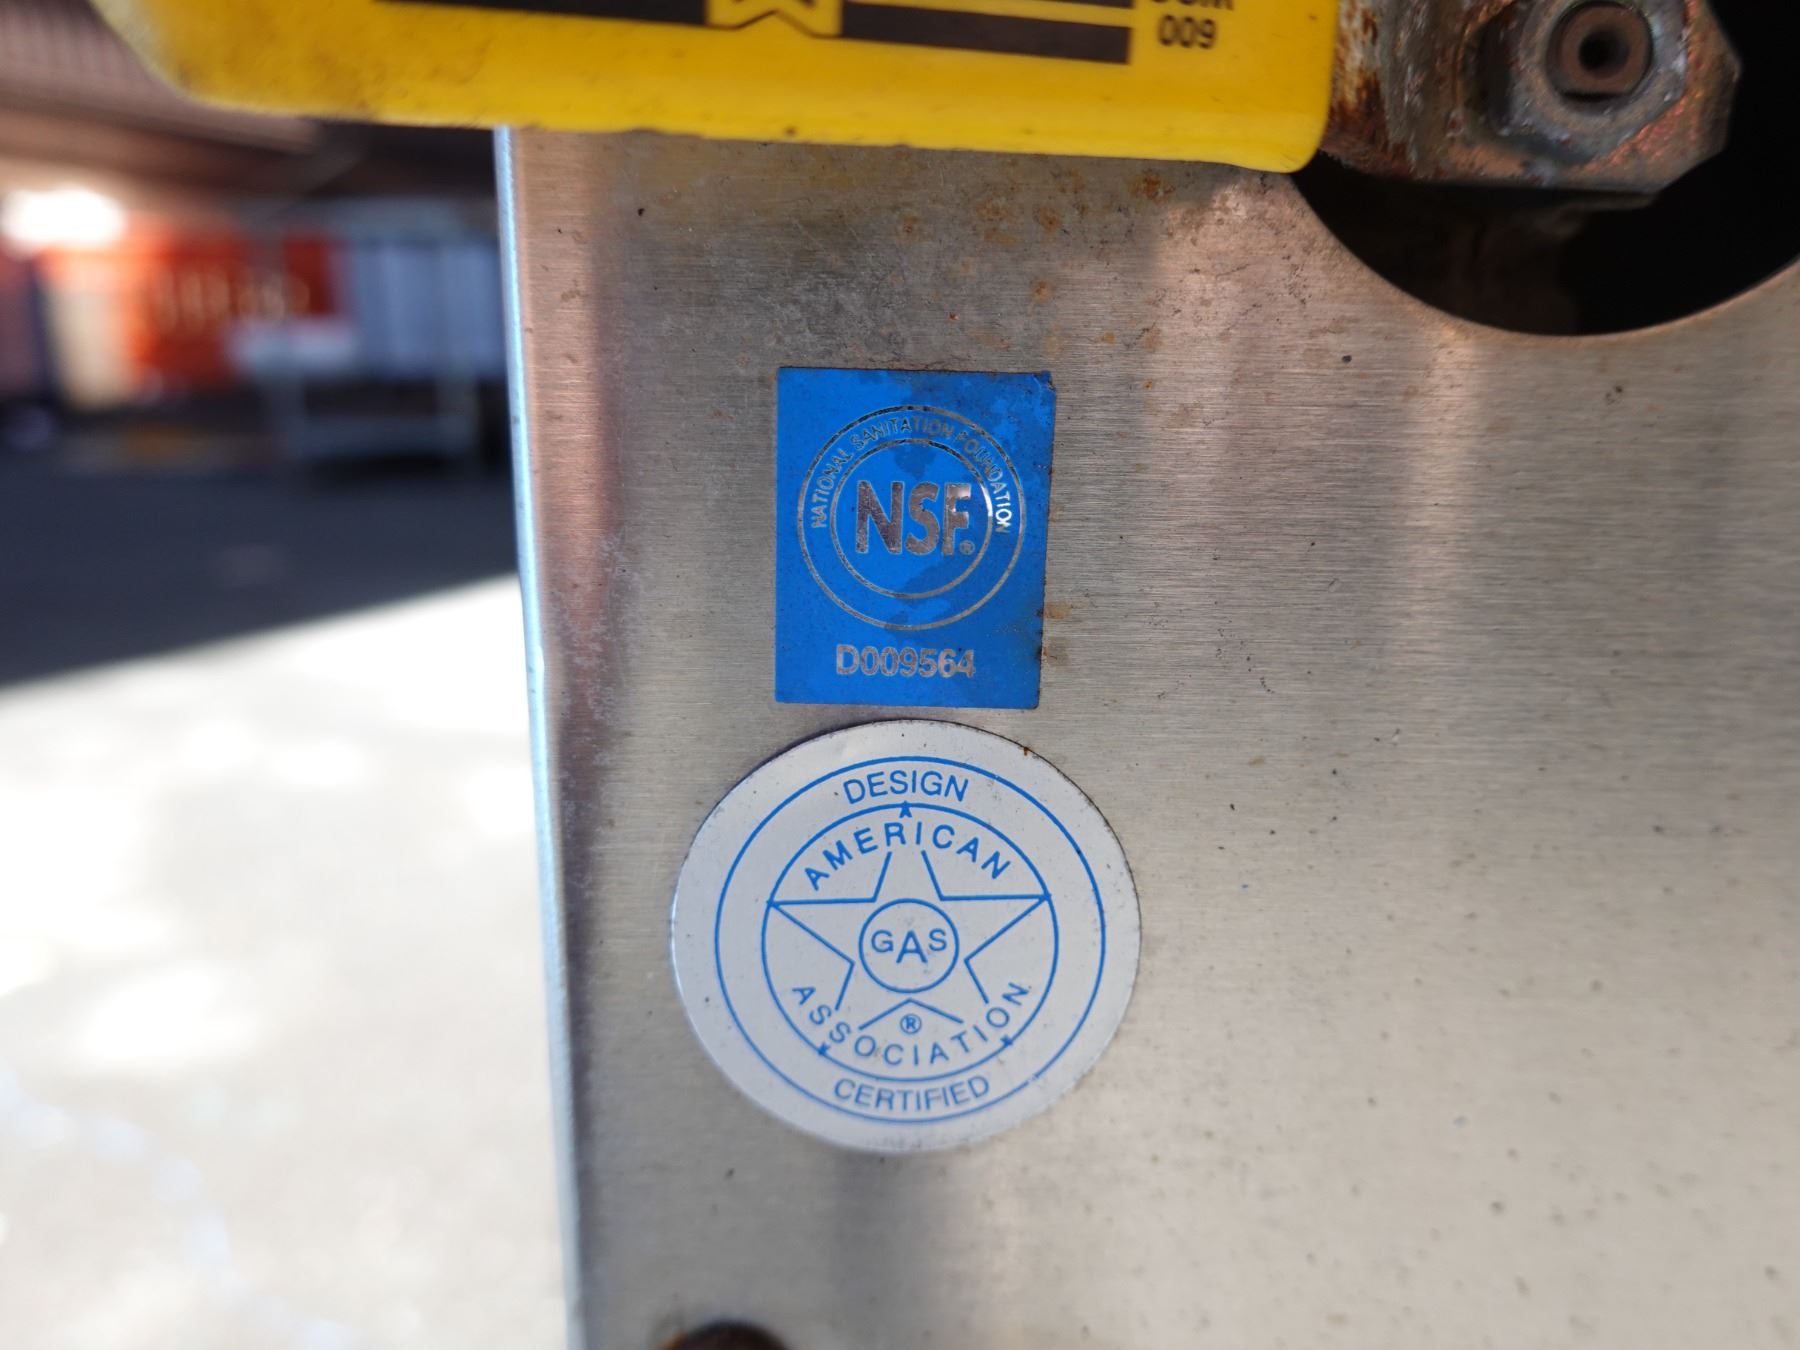 009
NATIONAL SANITATION FOUNDATION
NSF®
D009564
DESIGN
AMERICAN
GAS
ASSOCIATION
®
CERTIFIED